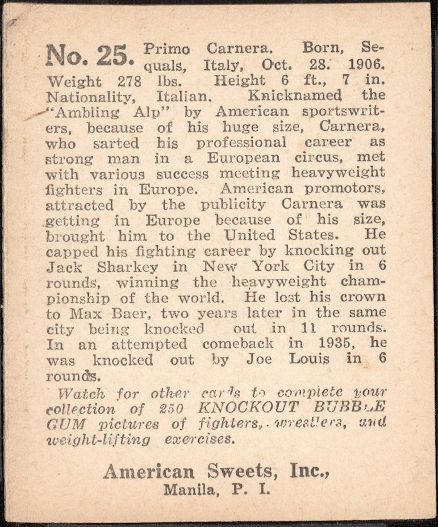 No. 25. Primo Carnera. Born, Se-
quals, Italy, Oct. 28. 1906.
Weight 278 lbs. Height 6 ft., 7 in.
Nationality, Italian. Knicknamed the
"Ambling Alp" by American sportswrit-
ers, because of his huge size, Carnera,
who sarted his professional career as
strong man in a European circus, met
with various success meeting heavyweight
fighters in Europe. American promotors,
attracted by the publicity Carnera was
getting in Europe because of his size,
brought him to the United States. He
capped his fighting career by knocking out
Jack Sharkey in New York City in 6
rounds, winning the heavyweight cham-
pionship of the world. He lost his crown
to Max Baer, two years later in the same
city being knocked out in 11 rounds.
In an attempted comeback in 1935, he
was knocked out by Joe Louis in 6
rounds.
Watch for other cards to complete your
collection of 250 KNOCKOUT BUBBLE
GUM pictures of fighters, wrestlers, and
weight-lifting exercises.
American Sweets, Inc.,
Manila, P. I.